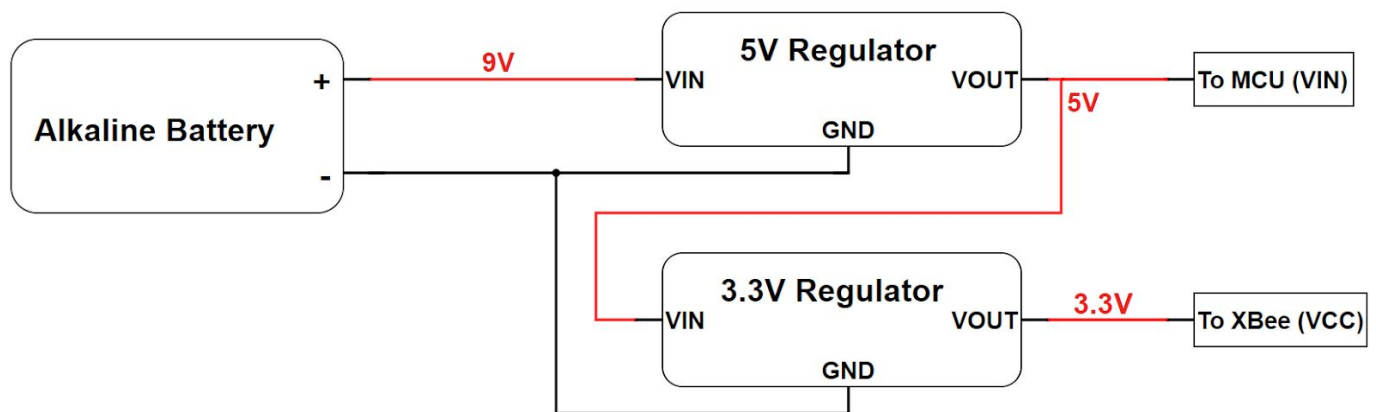 Alkaline Battery
+
-
9V
5V Regulator
VIN
VOUT
GND
5V
To MCU (VIN)
3.3V Regulator
VIN
VOUT
GND
3.3V
To XBee (VCC)